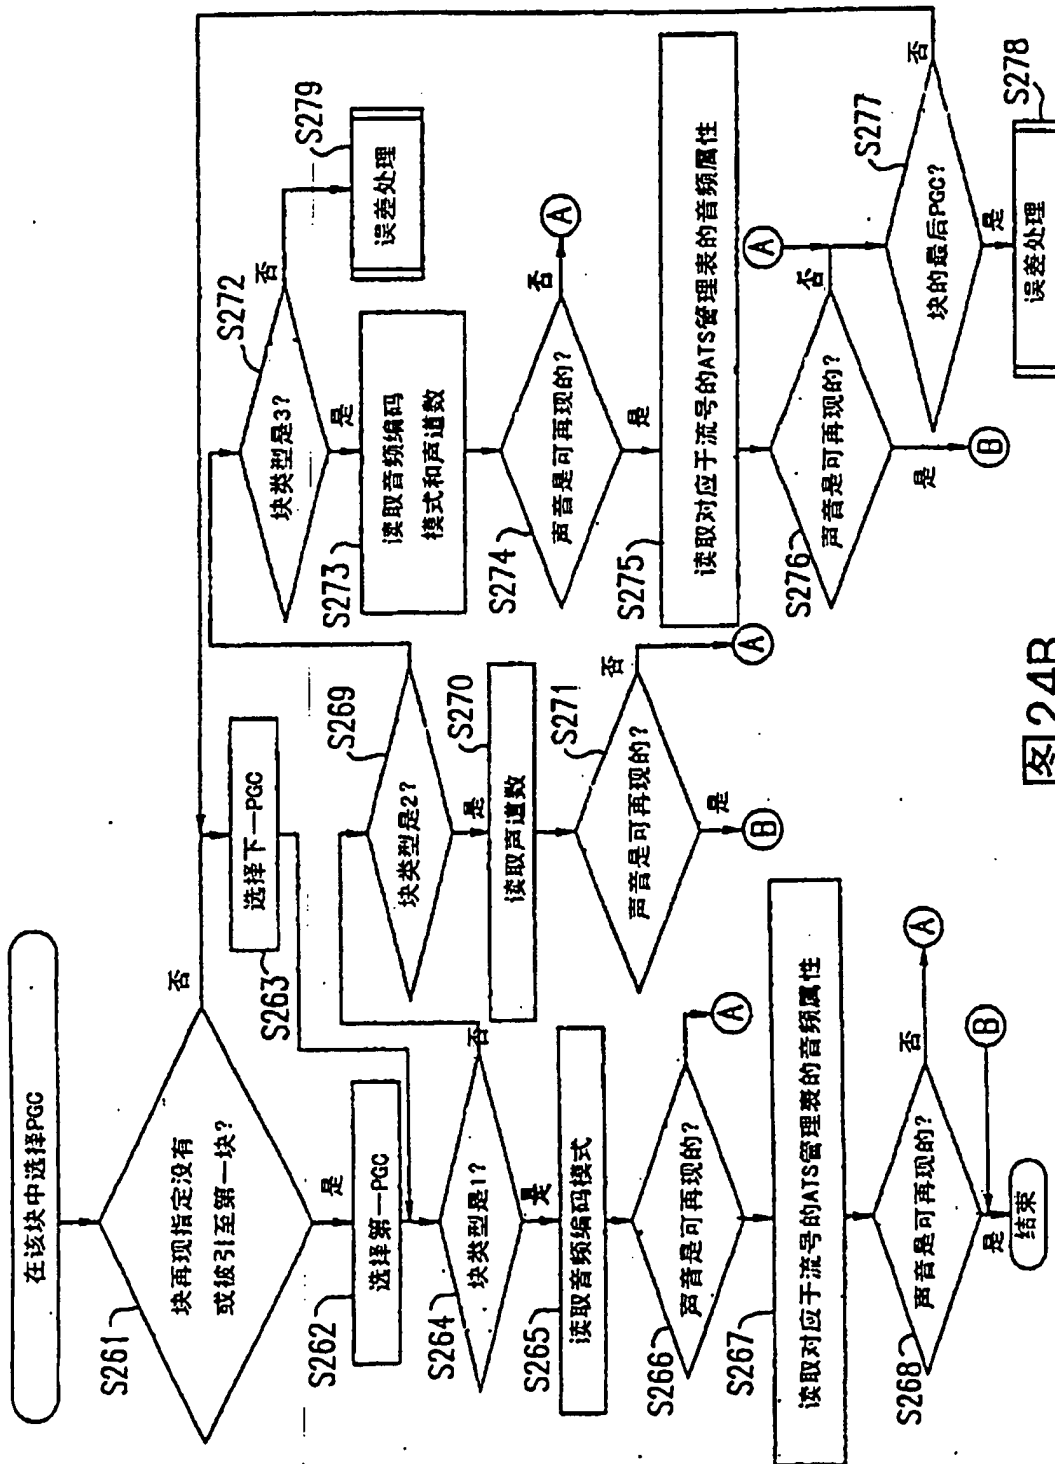 在该块中选择PGC
S261
块再现指定没有
或被引至第一块?
否
是
S262
选择第一PGC
S263
选择下一PGC
S264
块类型是1?
否
是
S265
读取音频编码模式
S266
声音是可再现的?
A
S267
读取对应于流号的ATS管理表的音频属性
S268
声音是可再现的?
否
A
是
B
结束
S269
块类型是2?
是
S270
读取声道数
S271
声音是可再现的?
否
A
是
B
S272
块类型是3?
否
S279
误差处理
是
S273
读取音频编码
模式和声道数
S274
声音是可再现的?
否
A
是
S275
读取对应于流号的ATS管理表的音频属性
S276
声音是可再现的?
否
A
是
B
S277
块的最后PGC?
否
是
S278
误差处理
图24B